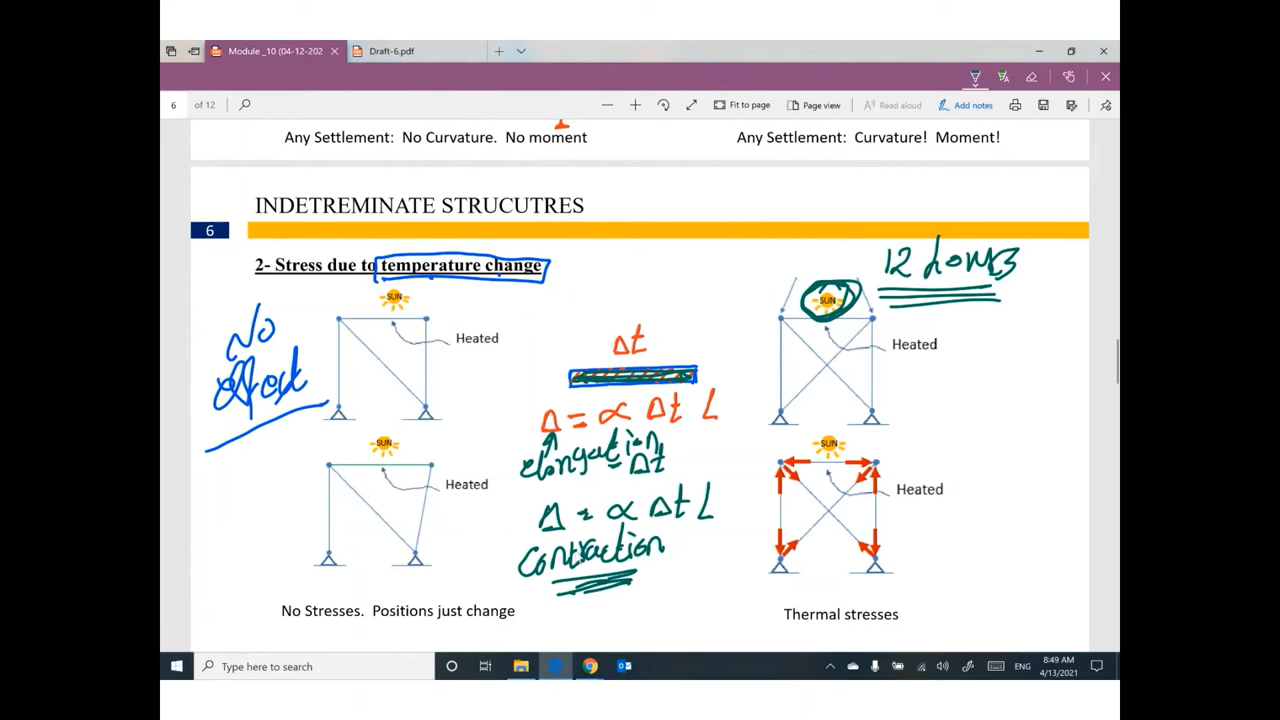 Module _10 (04-12-202
Draft-6.pdf
6 of 12
Fit to page
Page view
Read aloud
Add notes
Any Settlement: No Curvature. No moment
Any Settlement: Curvature! Moment!
INDETREMINATE STRUCUTRES
6
2- Stress due to temperature change
12 hours
SUN
SUN
Heated
Heated
No
effect
Δt
Δ = α Δt L
elongation
- Δt
SUN
SUN
Heated
Heated
Δ = α Δt L
contraction
No Stresses. Positions just change
Thermal stresses
Type here to search
ENG
8:49 AM
4/13/2021